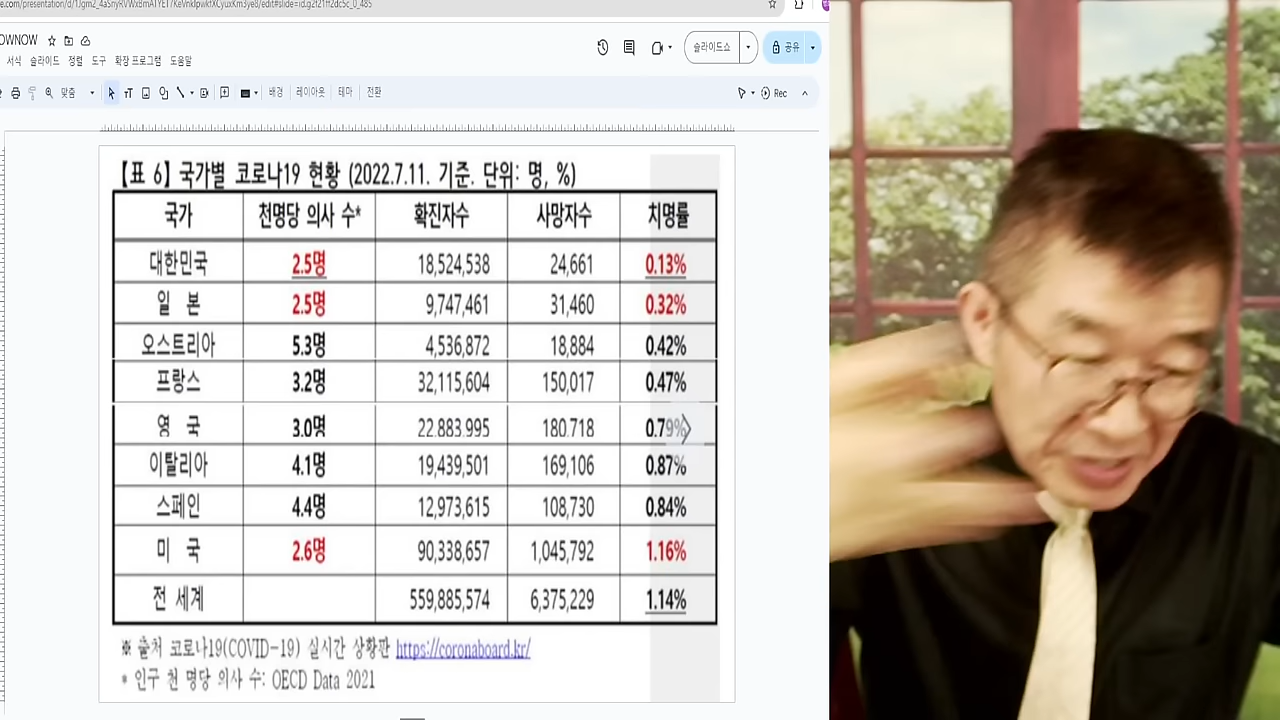 OWNOW
서식 슬라이드 정렬 도구 확장 프로그램 도움말
슬라이드쇼
공유
맞춤
배경 레이아웃 테마 전환
Rec
【표 6】 국가별 코로나19 현황 (2022.7.11. 기준. 단위: 명, %)
국가 천명당 의사 수* 확진자수 사망자수 치명률
대한민국 2.5명 18,524,538 24,661 0.13%
일 본 2.5명 9,747,461 31,460 0.32%
오스트리아 5.3명 4,536,872 18,884 0.42%
프랑스 3.2명 32,115,604 150,017 0.47%
영 국 3.0명 22.883.995 180.718 0.79%
이탈리아 4.1명 19,439,501 169,106 0.87%
스페인 4.4명 12,973,615 108,730 0.84%
미 국 2.6명 90,338,657 1,045,792 1.16%
전 세계 559,885,574 6,375,229 1.14%
※ 출처 코로나19(COVID-19) 실시간 상황판 https://coronaboard.kr/
* 인구 천 명당 의사 수: OECD Data 2021